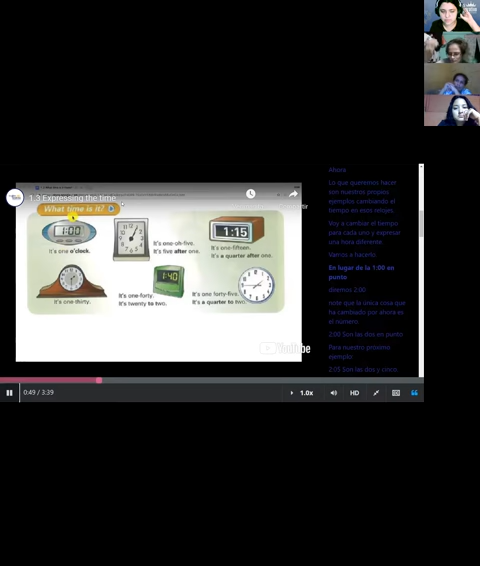 1.3 Expressing the time
What time is it?
1:00
It's one o'clock.
It's one-oh-five.
It's five after one.
1:15
It's one-fifteen.
It's a quarter after one.
It's one-thirty.
1:40
It's one-forty.
It's twenty to two.
It's one forty-five.
It's a quarter to two.
YouTube
Ahora
Lo que queremos hacer
son nuestros propios
ejemplos cambiando el
tiempo en estos relojes.
Voy a cambiar el tiempo
para cada uno y expresar
una hora diferente
Vamos a hacerlo
En lugar de la 1:00 en
punto
diremos 2:00
note que la única cosa que
ha cambiado por ahora es
el número
2:00 Son las dos en punto
Para nuestro próximo
ejemplo
2:05 Son las dos y cinco
0:49 / 3:39
1.0x
HD